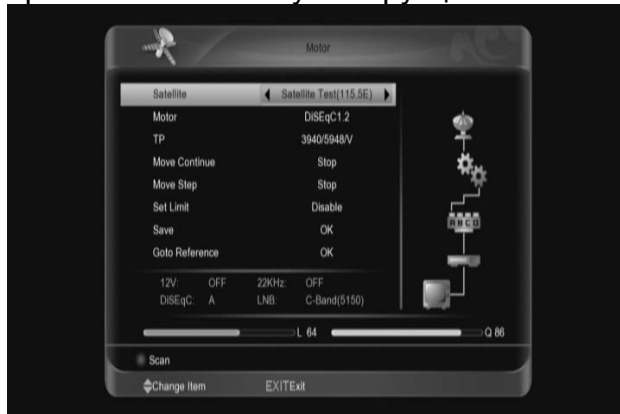 Motor
Satellite Satellite Test(115.5E)
Motor DiSEqC1.2
TP 3940/5948/V
Move Continue Stop
Move Step Stop
Set Limit Disable
Save OK
Goto Reference OK
12V: OFF 22KHz: OFF
DiSEqC: A LNB: C-Band(5150)
L 64 Q 86
Scan
Change Item EXITExit
ABCD